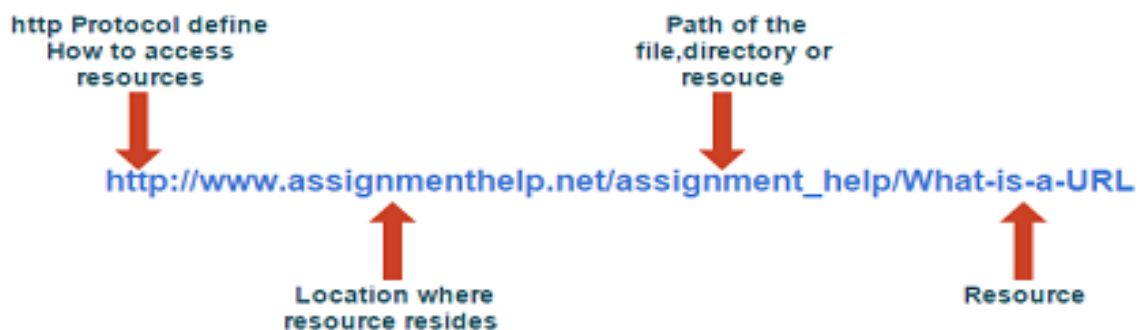 http Protocol define
How to access
resources
Path of the
file,directory or
resouce
http://www.assignmenthelp.net/assignment_help/What-is-a-URL
Location where
resource resides
Resource